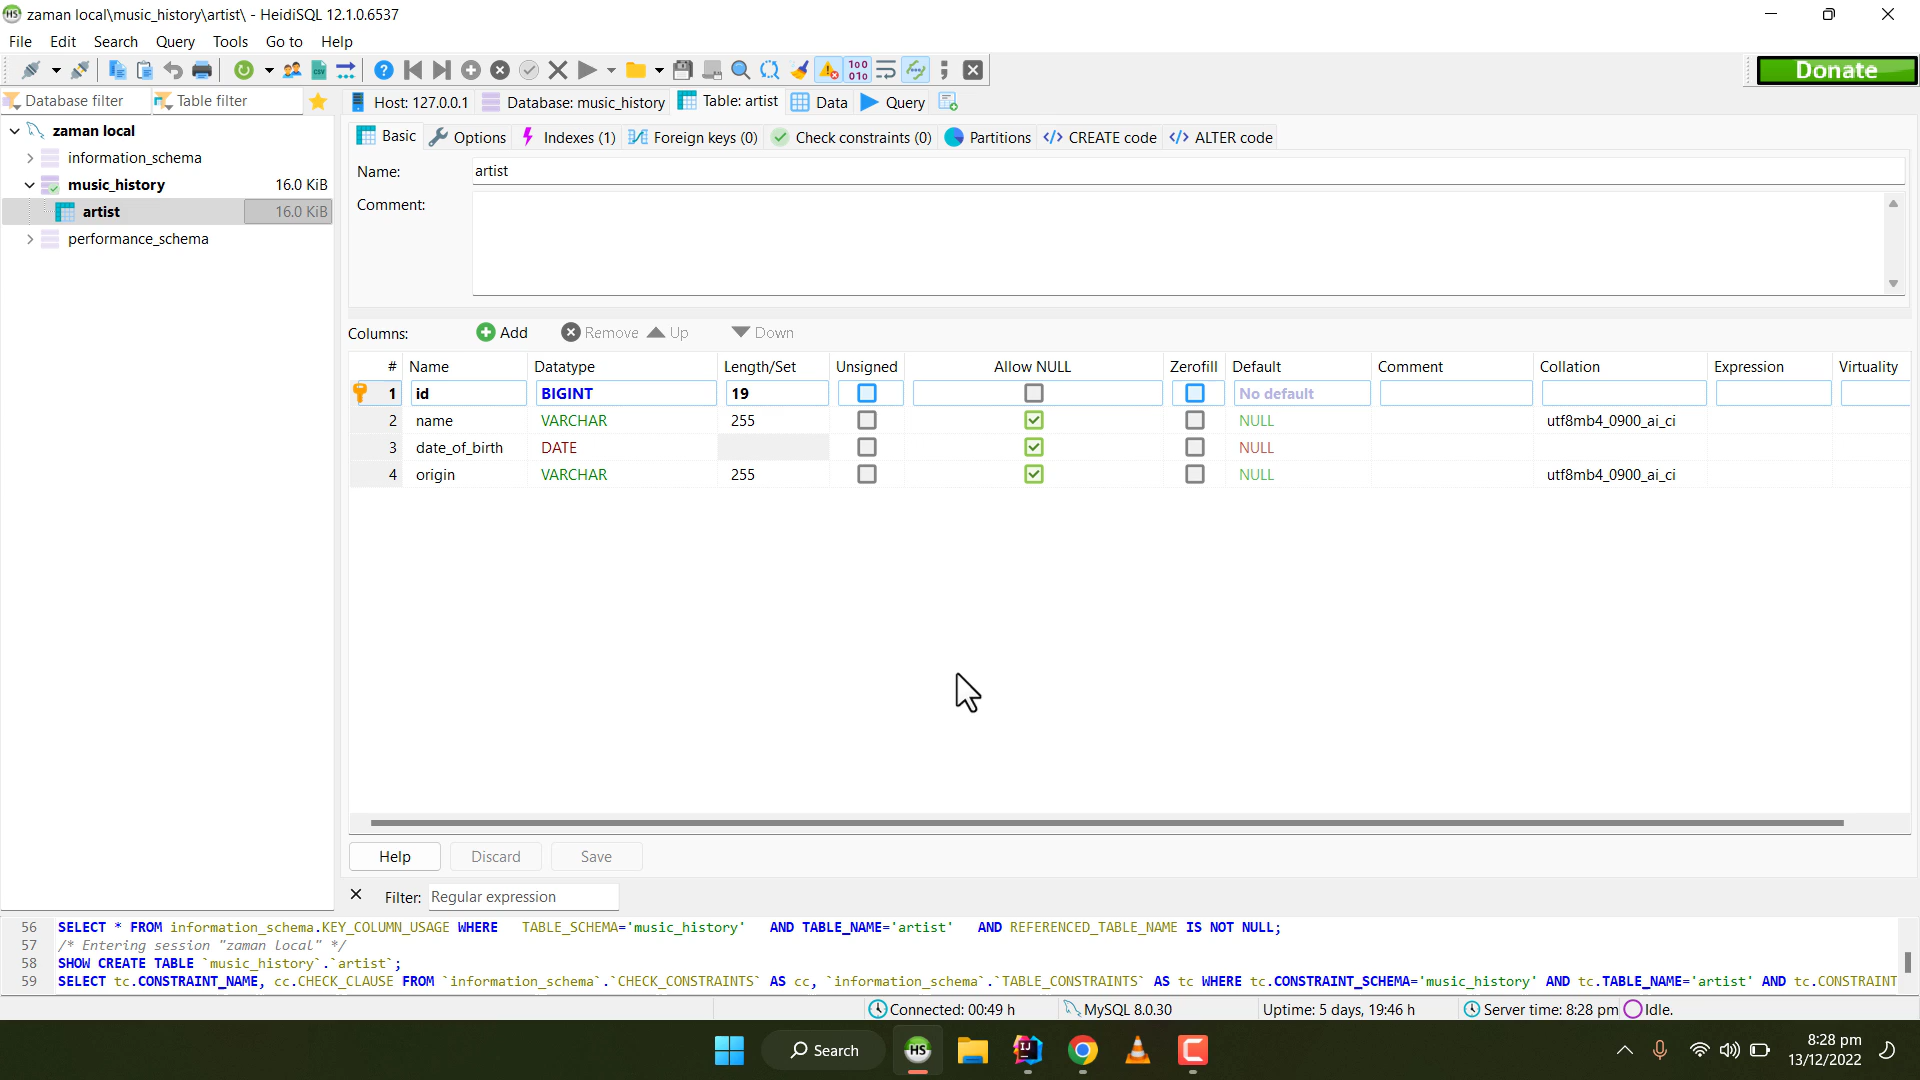 zaman local\music_history\artist\ - HeidiSQL 12.1.0.6537
File Edit Search Query Tools Go to Help
Donate
Database filter Table filter
Host: 127.0.0.1 Database: music_history Table: artist Data Query
zaman local
information_schema
music_history 16.0 KiB
artist 16.0 KiB
performance_schema
Basic Options Indexes (1) Foreign keys (0) Check constraints (0) Partitions CREATE code ALTER code
Name: artist
Comment:
Columns: Add Remove Up Down
# Name Datatype Length/Set Unsigned Allow NULL Zerofill Default Comment Collation Expression Virtuality
1 id BIGINT 19 No default
2 name VARCHAR 255 NULL utf8mb4_0900_ai_ci
3 date_of_birth DATE NULL
4 origin VARCHAR 255 NULL utf8mb4_0900_ai_ci
Help Discard Save
Filter: Regular expression
56 SELECT * FROM information_schema.KEY_COLUMN_USAGE WHERE TABLE_SCHEMA='music_history' AND TABLE_NAME='artist' AND REFERENCED_TABLE_NAME IS NOT NULL;
57 /* Entering session "zaman local" */
58 SHOW CREATE TABLE `music_history`.`artist`;
59 SELECT tc.CONSTRAINT_NAME, cc.CHECK_CLAUSE FROM `information_schema`.`CHECK_CONSTRAINTS` AS cc, `information_schema`.`TABLE_CONSTRAINTS` AS tc WHERE tc.CONSTRAINT_SCHEMA='music_history' AND tc.TABLE_NAME='artist' AND tc.CONSTRAINT
Connected: 00:49 h MySQL 8.0.30 Uptime: 5 days, 19:46 h Server time: 8:28 pm Idle.
Search
8:28 pm
13/12/2022